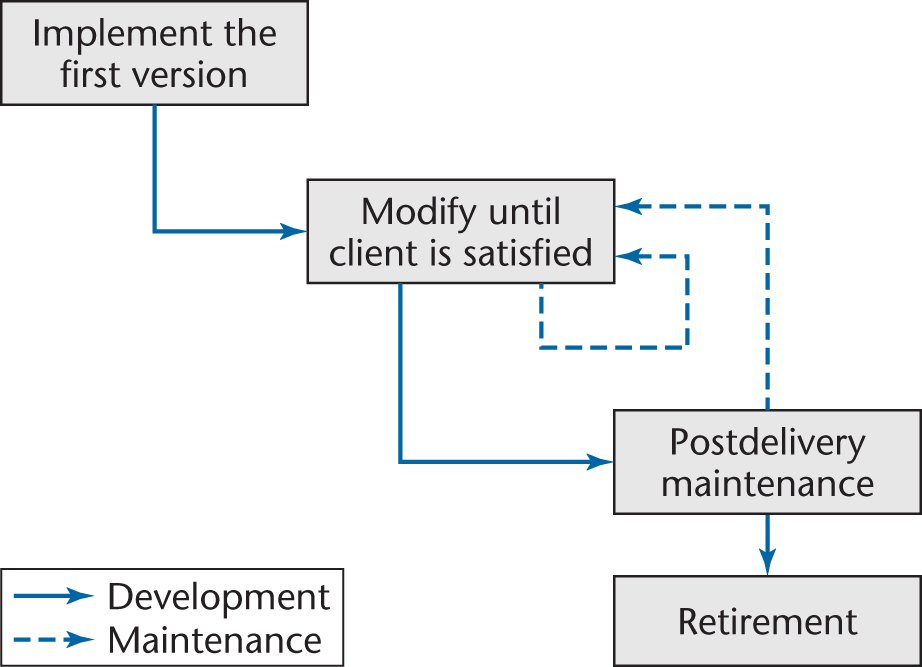 Implement the
first version
Modify until
client is satisfied
Postdelivery
maintenance
Retirement
Development
Maintenance